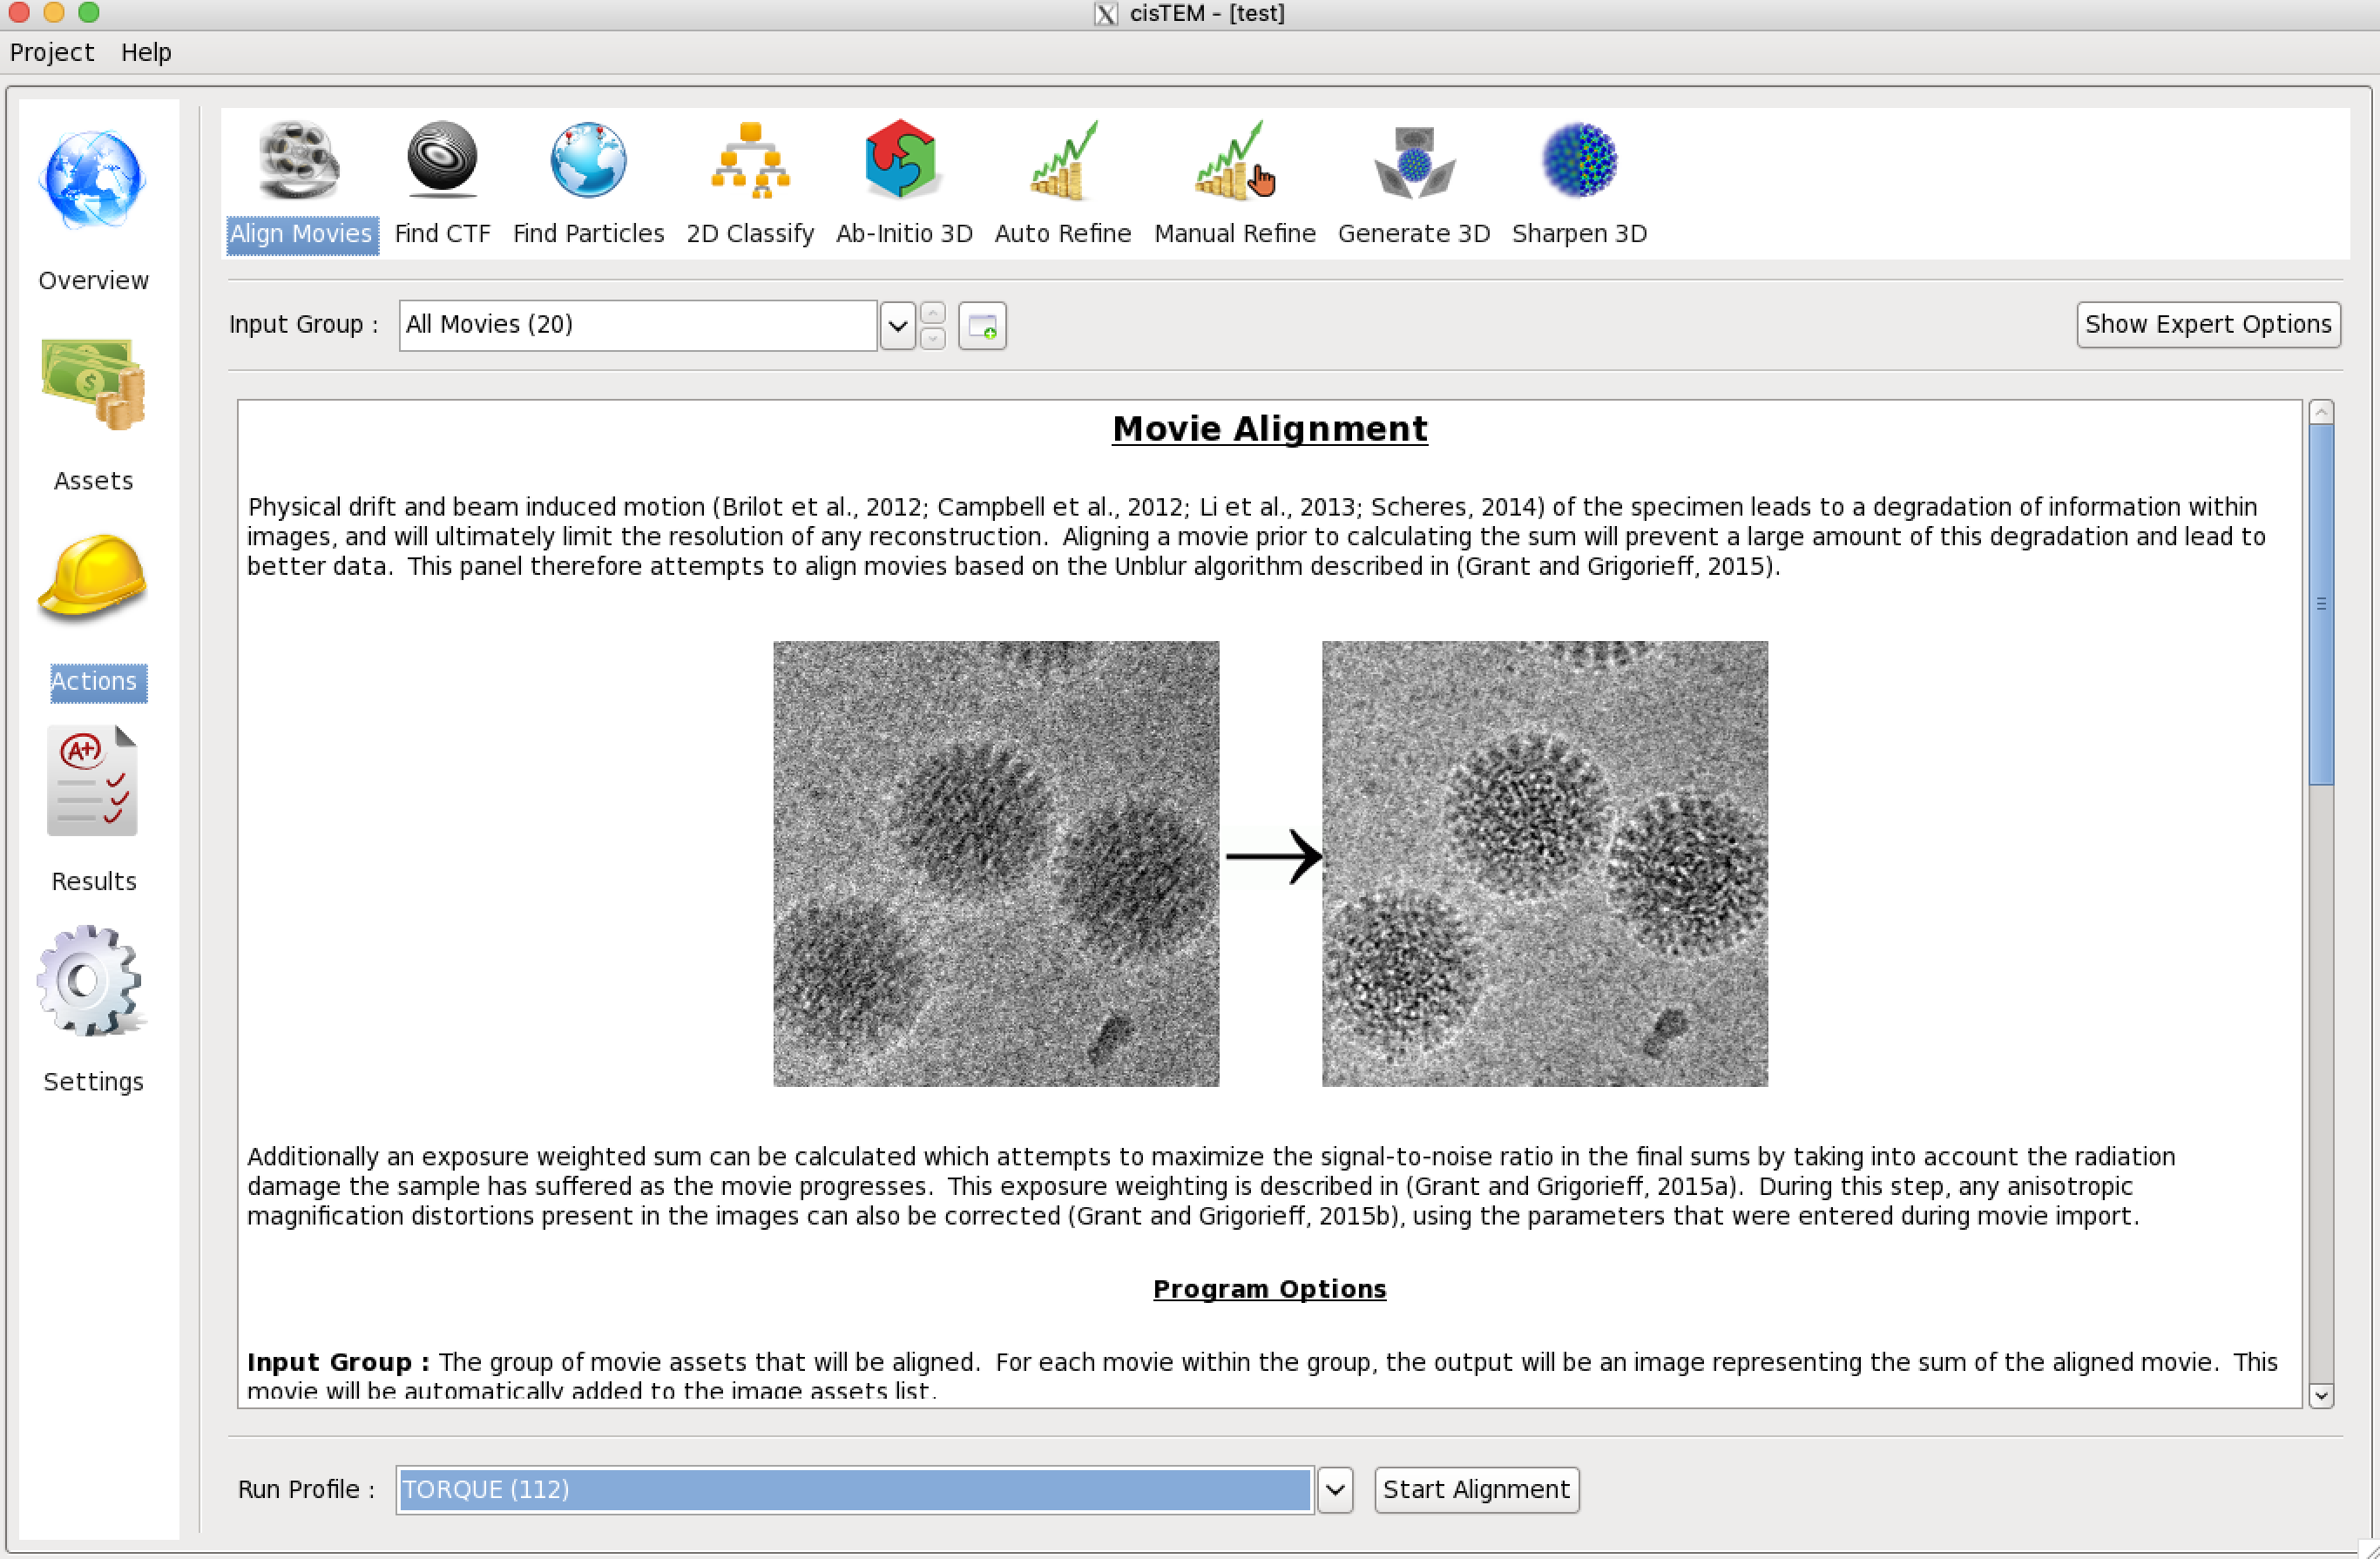 cisTEM - [test]
Project Help
Overview
Assets
Actions
A+
Results
Settings
Align Movies Find CTF Find Particles 2D Classify Ab-Initio 3D Auto Refine Manual Refine Generate 3D Sharpen 3D
Input Group : All Movies (20) Show Expert Options
Movie Alignment
Physical drift and beam induced motion (Brilot et al., 2012; Campbell et al., 2012; Li et al., 2013; Scheres, 2014) of the specimen leads to a degradation of information within
images, and will ultimately limit the resolution of any reconstruction. Aligning a movie prior to calculating the sum will prevent a large amount of this degradation and lead to
better data. This panel therefore attempts to align movies based on the Unblur algorithm described in (Grant and Grigorieff, 2015).
Additionally an exposure weighted sum can be calculated which attempts to maximize the signal-to-noise ratio in the final sums by taking into account the radiation
damage the sample has suffered as the movie progresses. This exposure weighting is described in (Grant and Grigorieff, 2015a). During this step, any anisotropic
magnification distortions present in the images can also be corrected (Grant and Grigorieff, 2015b), using the parameters that were entered during movie import.
Program Options
Input Group : The group of movie assets that will be aligned. For each movie within the group, the output will be an image representing the sum of the aligned movie. This
movie will be automatically added to the image assets list.
Run Profile : TORQUE (112) Start Alignment